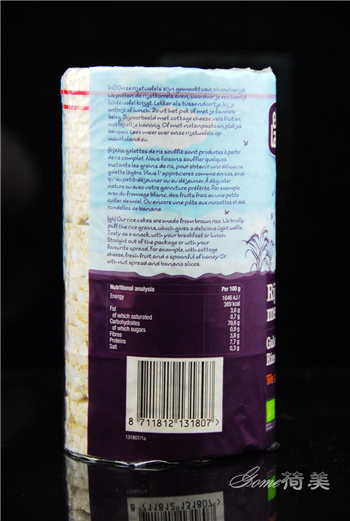 (nl) Onze rijstwafels zijn gemaakt van zilvervliesrijst.
We poffen de rijstkorrels even, waardoor je een heerlijk
lichte wafel krijgt. Lekker als tussendoortje, bij je
ontbijt of lunch. Zo uit het pak of met je favoriete
beleg. Bijvoorbeeld met cottage cheese, vers fruit en
een lepeltje honing. Of met notenpasta en plakjes
banaan. Lees meer over onze rijstwafels op
(fr) Nos galettes de riz soufflé sont produites à partir
de riz complet. Nous faisons souffler quelques
instants les grains de riz, pour obtenir une délicieuse
galette légère. Vous l'apprécierez comme en-cas, ainsi
qu'au petit déjeuner ou au déjeuner. À déguster
nature ou avec votre garniture préférée. Par exemple
avec du fromage blanc, des fruits frais ou une petite
cuiller de miel. Ou encore une pâte aux noisettes et des
rondelles de banane.
(en) Our rice cakes are made from brown rice. We briefly
puff the rice grains, which gives a delicious light waffle.
Tasty as a snack, with your breakfast or lunch.
Straight out of the package or with your
favourite spread. For example, with cottage
cheese, fresh fruit and a spoonful of honey. Or
with nut spread and banana slices.
Nutritional analysis Per 100 g
Energy 1646 kJ /
389 kcal
Fat 3,6 g
of which saturated 0,7 g
Carbohydrates 79,6 g
of which sugars 0,8 g
Fibres 3,8 g
Proteins 7,7 g
Salt 0,3 g
8 711812 131807 >
131807/1a
Gome荷美